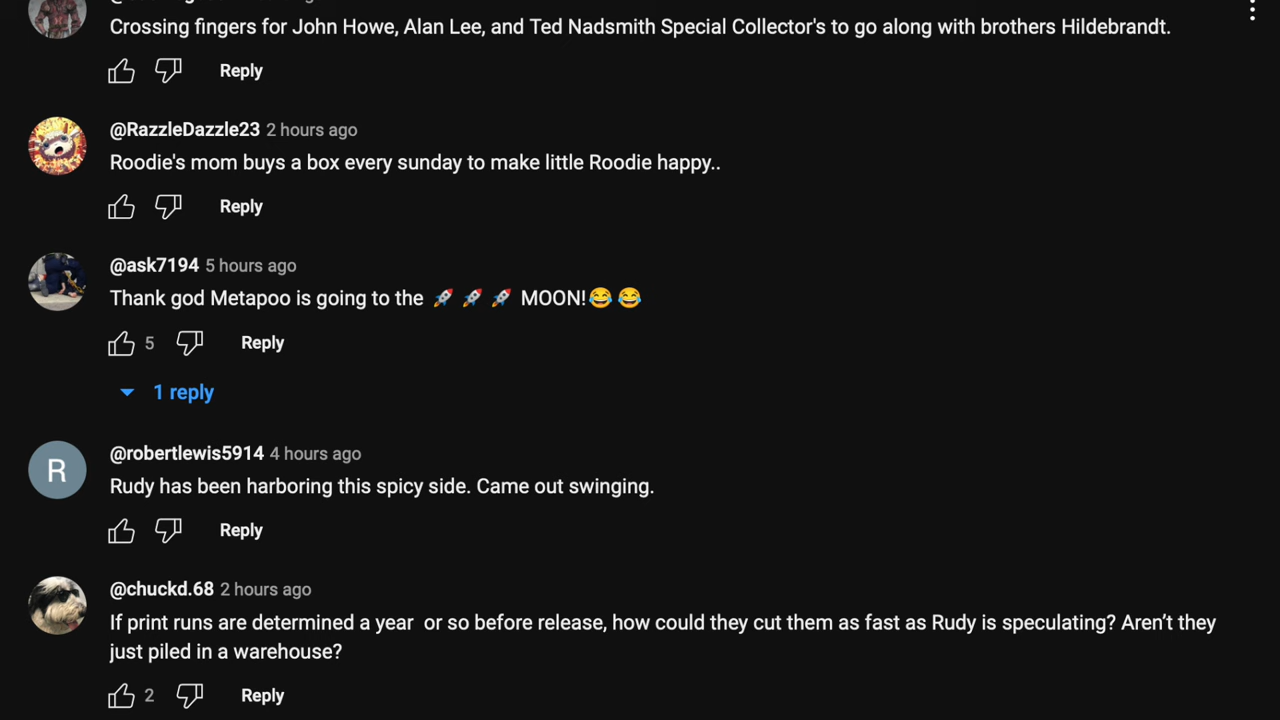 Crossing fingers for John Howe, Alan Lee, and Ted Nadsmith Special Collector's to go along with brothers Hildebrandt.
Reply
@RazzleDazzle23 2 hours ago
Roodie's mom buys a box every sunday to make little Roodie happy..
Reply
@ask7194 5 hours ago
Thank god Metapoo is going to the 🚀 🚀 🚀 MOON!😂 😂
5 Reply
1 reply
@robertlewis5914 4 hours ago
R
Rudy has been harboring this spicy side. Came out swinging.
Reply
@chuckd.68 2 hours ago
If print runs are determined a year or so before release, how could they cut them as fast as Rudy is speculating? Aren't they
just piled in a warehouse?
2 Reply